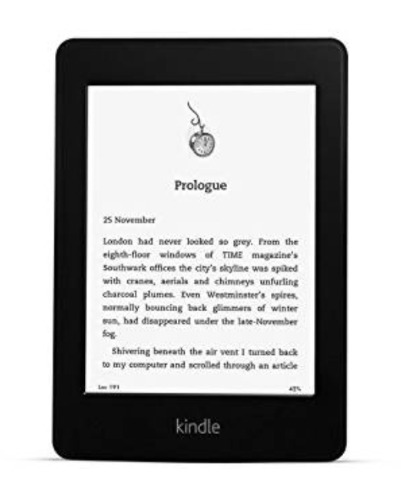 Prologue
25 November
London had never looked so grey. From the
eighth-floor windows of TIME magazine's
Southwark offices the city's skyline was spiked
with cranes, aerials and chimneys unfurling
charcoal plumes. Even Westminster's spires,
normally bouncing back glimmers of winter
sun, had disappeared under the late-November
fog.
Shivering beneath the air vent I turned back
to my computer and scrolled through an article
Loc 191 42%
kindle